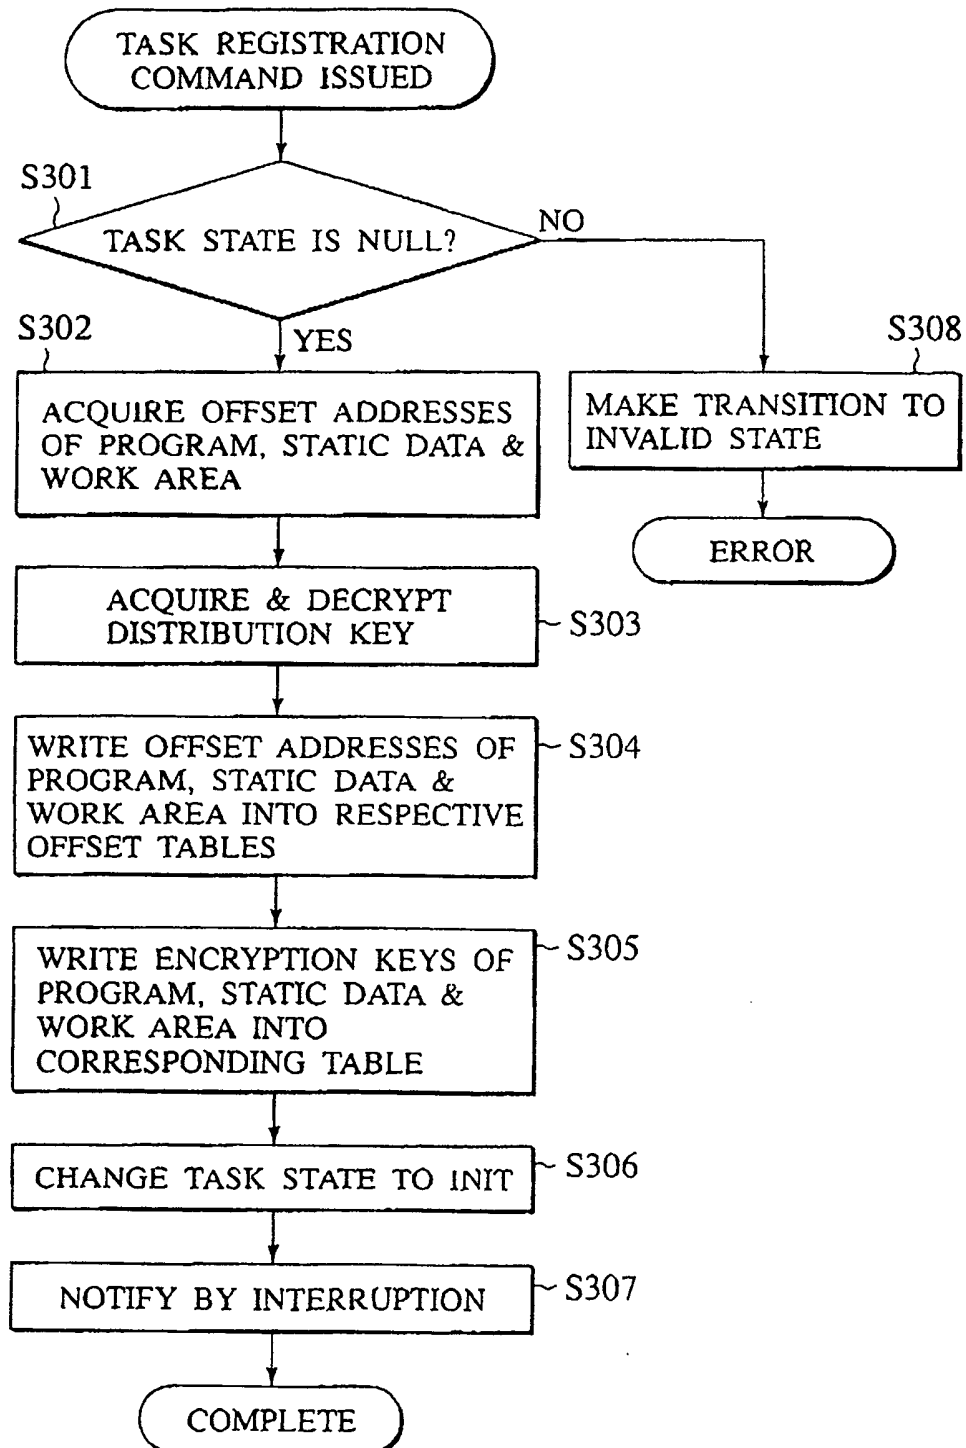 TASK REGISTRATION
COMMAND ISSUED
S301
TASK STATE IS NULL?
NO
YES
S302
ACQUIRE OFFSET ADDRESSES
OF PROGRAM, STATIC DATA &
WORK AREA
S308
MAKE TRANSITION TO
INVALID STATE
ERROR
ACQUIRE & DECRYPT
DISTRIBUTION KEY
S303
WRITE OFFSET ADDRESSES OF
PROGRAM, STATIC DATA &
WORK AREA INTO RESPECTIVE
OFFSET TABLES
S304
WRITE ENCRYPTION KEYS OF
PROGRAM, STATIC DATA &
WORK AREA INTO
CORRESPONDING TABLE
S305
CHANGE TASK STATE TO INIT
S306
NOTIFY BY INTERRUPTION
S307
COMPLETE